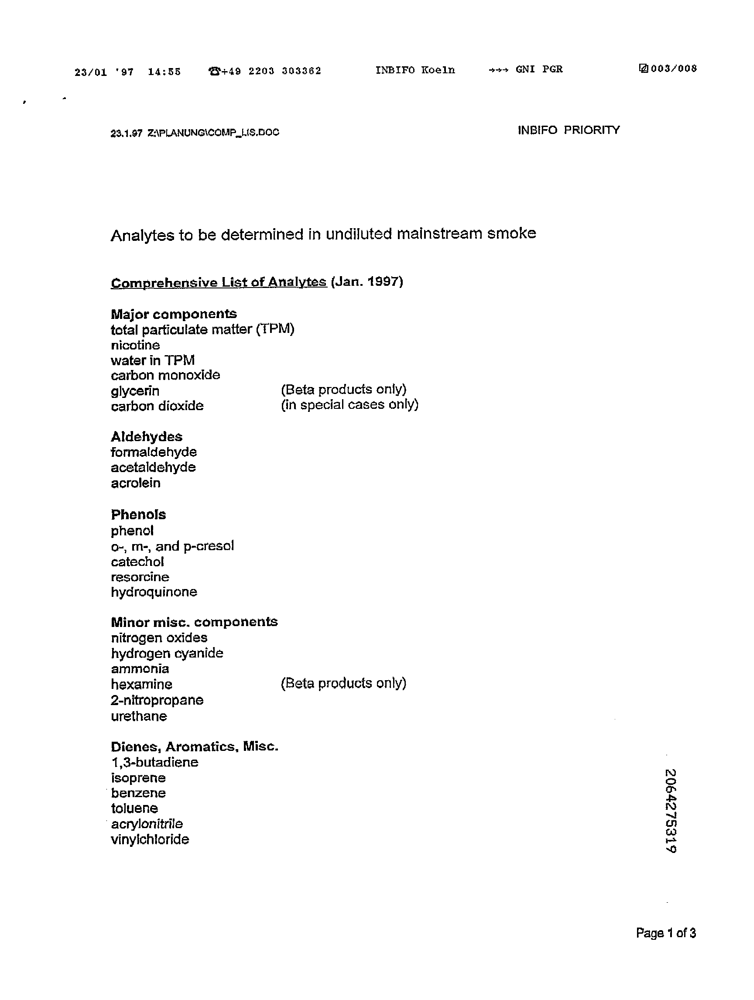 23/01 '97 14:55 ☎+49 2203 303362 INBIFO Koeln →→→ GNI PGR ☑003/008
23.1.97 Z:\PLANUNG\COMP_LIS.DOC INBIFO PRIORITY
Analytes to be determined in undiluted mainstream smoke
Comprehensive List of Analytes (Jan. 1997)
Major components
total particulate matter (TPM)
nicotine
water in TPM
carbon monoxide
glycerin (Beta products only)
carbon dioxide (in special cases only)
Aldehydes
formaldehyde
acetaldehyde
acrolein
Phenols
phenol
o-, m-, and p-cresol
catechol
resorcine
hydroquinone
Minor misc. components
nitrogen oxides
hydrogen cyanide
ammonia
hexamine (Beta products only)
2-nitropropane
urethane
Dienes, Aromatics, Misc.
1,3-butadiene
isoprene
benzene
toluene
acrylonitrile
vinylchloride
2064275319
Page 1 of 3